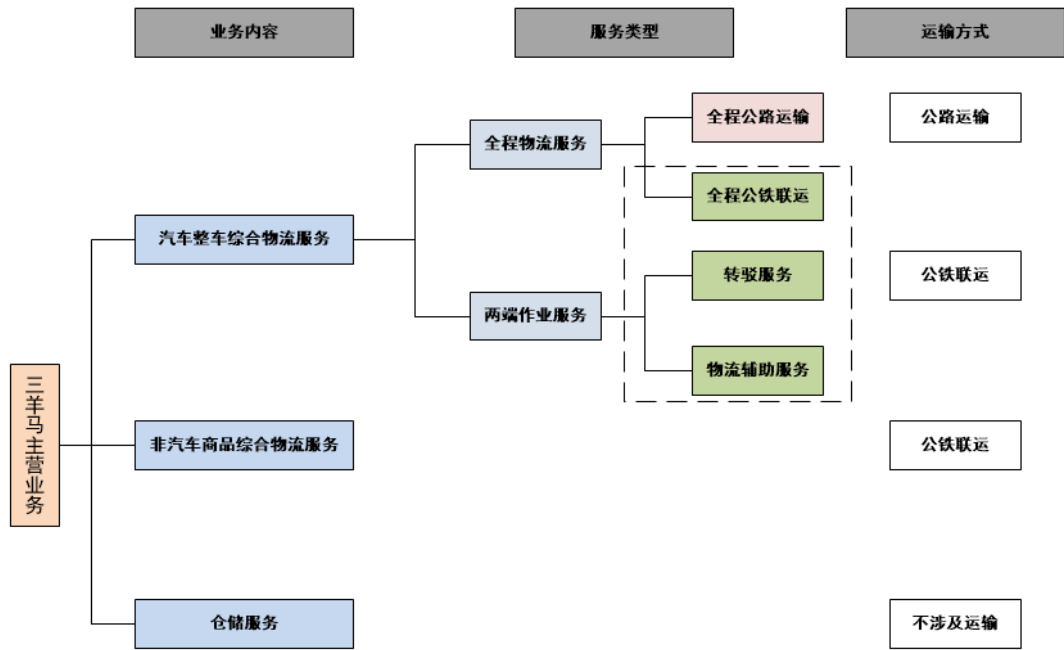 业务内容
服务类型
运输方式
全程公路运输
公路运输
全程物流服务
全程公铁联运
汽车整车综合物流服务
转驳服务
公铁联运
两端作业服务
物流辅助服务
三羊马主营业务
非汽车商品综合物流服务
公铁联运
仓储服务
不涉及运输